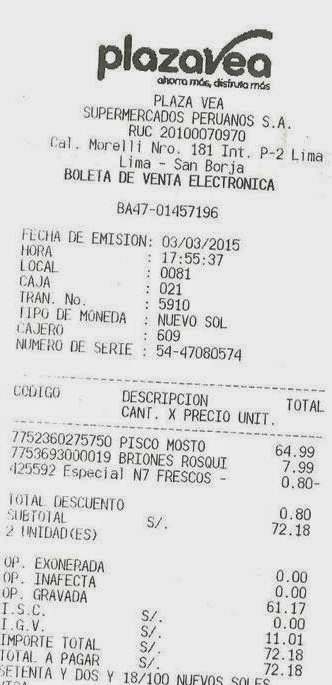 plazavea
ahorra más, disfruta más
PLAZA VEA
SUPERMERCADOS PERUANOS S.A.
RUC 20100070970
Cal. Morelli Nro. 181 Int. P-2 Lima
Lima - San Borja
BOLETA DE VENTA ELECTRONICA
BA47-01457196
FECHA DE EMISION: 03/03/2015
HORA : 17:55:37
LOCAL : 0081
CAJA : 021
TRAN. No. : 5910
TIPO DE MONEDA : NUEVO SOL
CAJERO : 609
NUMERO DE SERIE : 54-47080574
CODIGO DESCRIPCION TOTAL
CANT. X PRECIO UNIT.
7752360275750 PISCO MOSTO 64.99
7753693000019 BRIONES ROSQUI 7.99
425592 Especial N7 FRESCOS - 0.80-
TOTAL DESCUENTO 0.80
SUBTOTAL S/. 72.18
2 UNIDAD(ES)
OP. EXONERADA 0.00
OP. INAFECTA 0.00
OP. GRAVADA 61.17
I.S.C. S/. 0.00
I.G.V. S/. 11.01
IMPORTE TOTAL S/. 72.18
TOTAL A PAGAR S/. 72.18
SETENTA Y DOS Y 18/100 NUEVOS SOLES